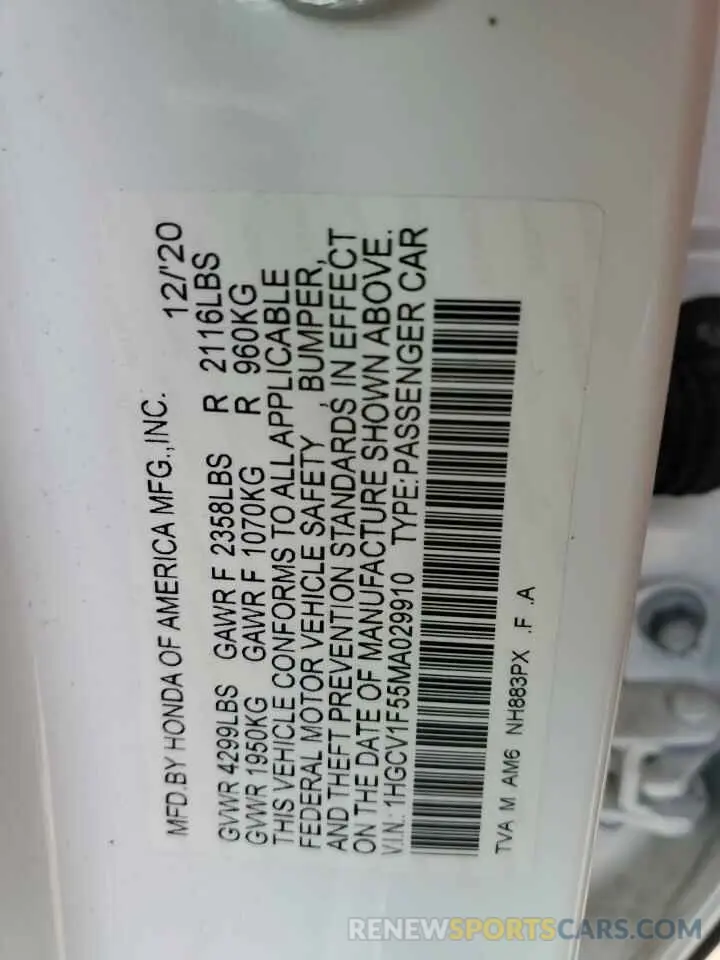 MFD.BY HONDA OF AMERICA MFG.,INC. 12/'20
GVWR 4299LBS GAWR F 2358LBS R 2116LBS
GVWR 1950KG GAWR F 1070KG R 960KG
THIS VEHICLE CONFORMS TO ALL APPLICABLE
FEDERAL MOTOR VEHICLE SAFETY , BUMPER,
AND THEFT PREVENTION STANDARDS IN EFFECT
ON THE DATE OF MANUFACTURE SHOWN ABOVE.
V.I.N.: 1HGCV1F55MA029910 TYPE:PASSENGER CAR
TVA M AM6 NH883PX .F .A
RENEWSPORTSCARS.COM